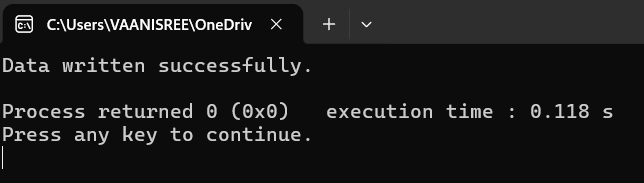 C:\Users\VAANISREE\OneDriv
Data written successfully.
Process returned 0 (0x0)   execution time : 0.118 s
Press any key to continue.